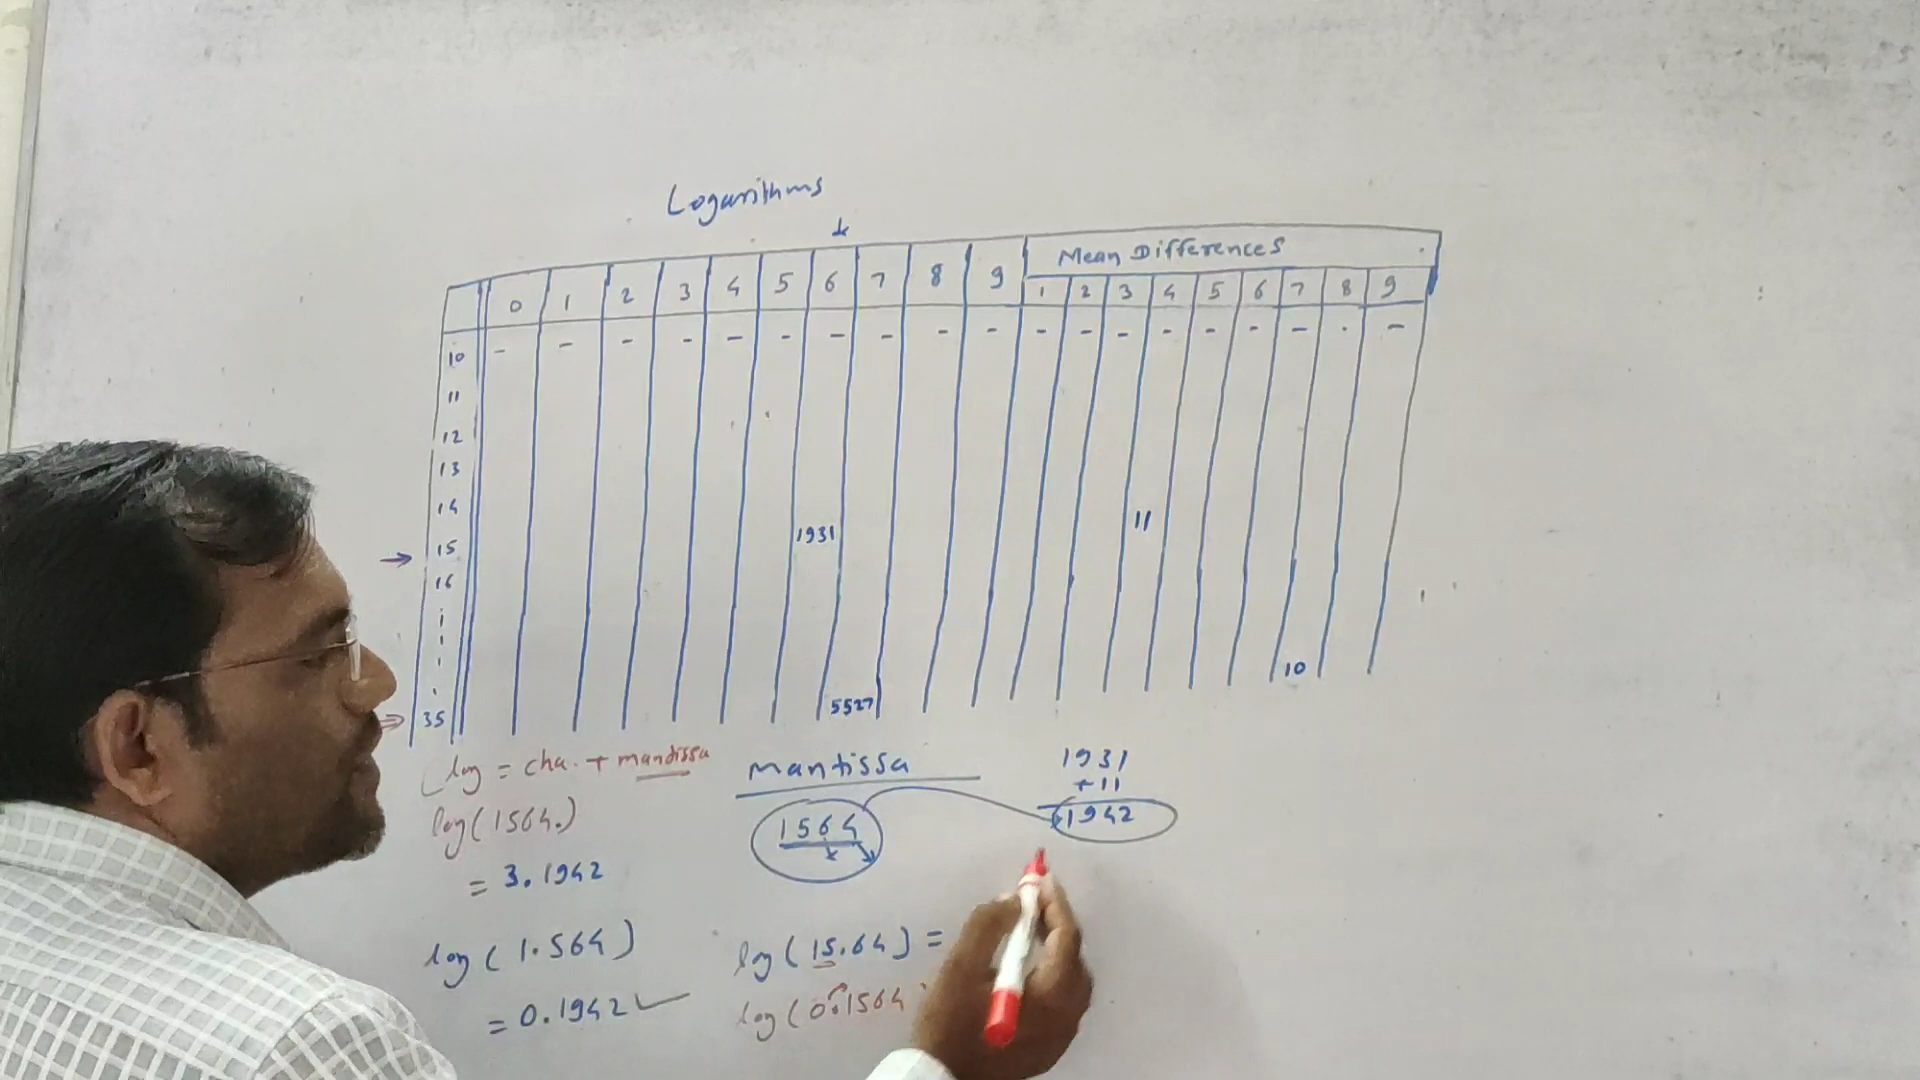 Logarithms
Mean Differences
0 1 2 3 4 5 6 7 8 9 1 2 3 4 5 6 7 8 9
10 - - - - - - - - - - - - - - - - - . -
11
12
13
14
15 1931 11
16
35 5527 10
log = cha. + mandissa
log(1564.)
= 3.1942
log(1.564)
= 0.1942
mantissa
1564
1931
+ 11
1942
log(15.64) =
log(0.1564